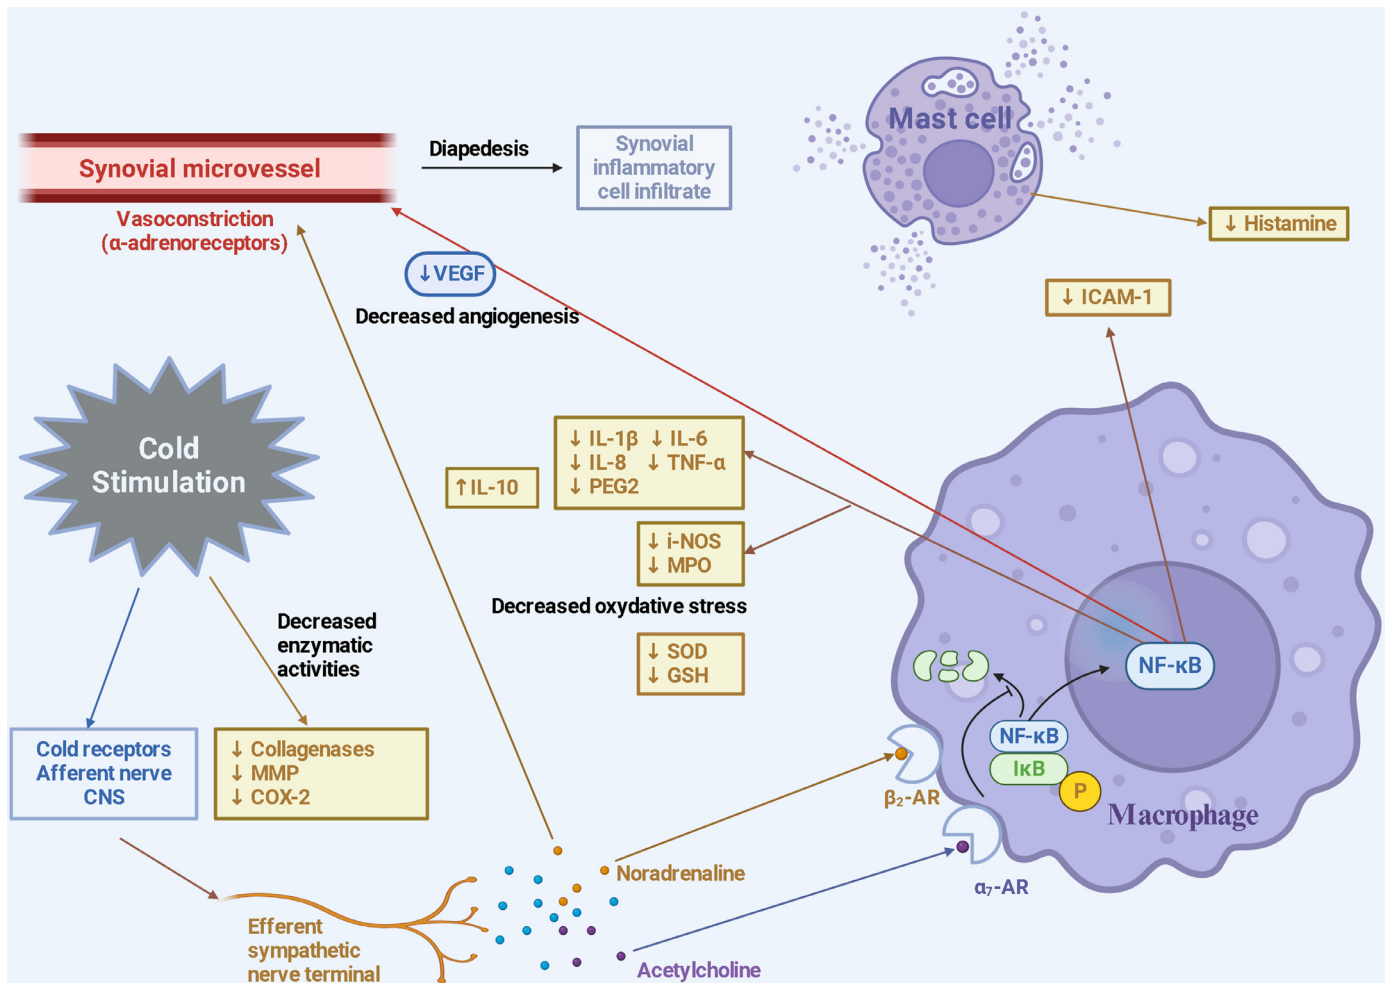 Mast cell
Synovial microvessel
Diapedesis
Synovial
inflammatory
cell infiltrate
Vasoconstriction
(α-adrenoreceptors)
↓ Histamine
↓VEGF
Decreased angiogenesis
↓ ICAM-1
Cold
Stimulation
↓ IL-1β ↓ IL-6
↓ IL-8 ↓ TNF-α
↓ PEG2
↑IL-10
↓ i-NOS
↓ MPO
Decreased oxydative stress
↓ SOD
↓ GSH
Decreased
enzymatic
activities
NF-κB
NF-κB
IκB
P
Macrophage
Cold receptors
Afferent nerve
CNS
↓ Collagenases
↓ MMP
↓ COX-2
β₂-AR
α₇-AR
Noradrenaline
Efferent
sympathetic
nerve terminal
Acetylcholine